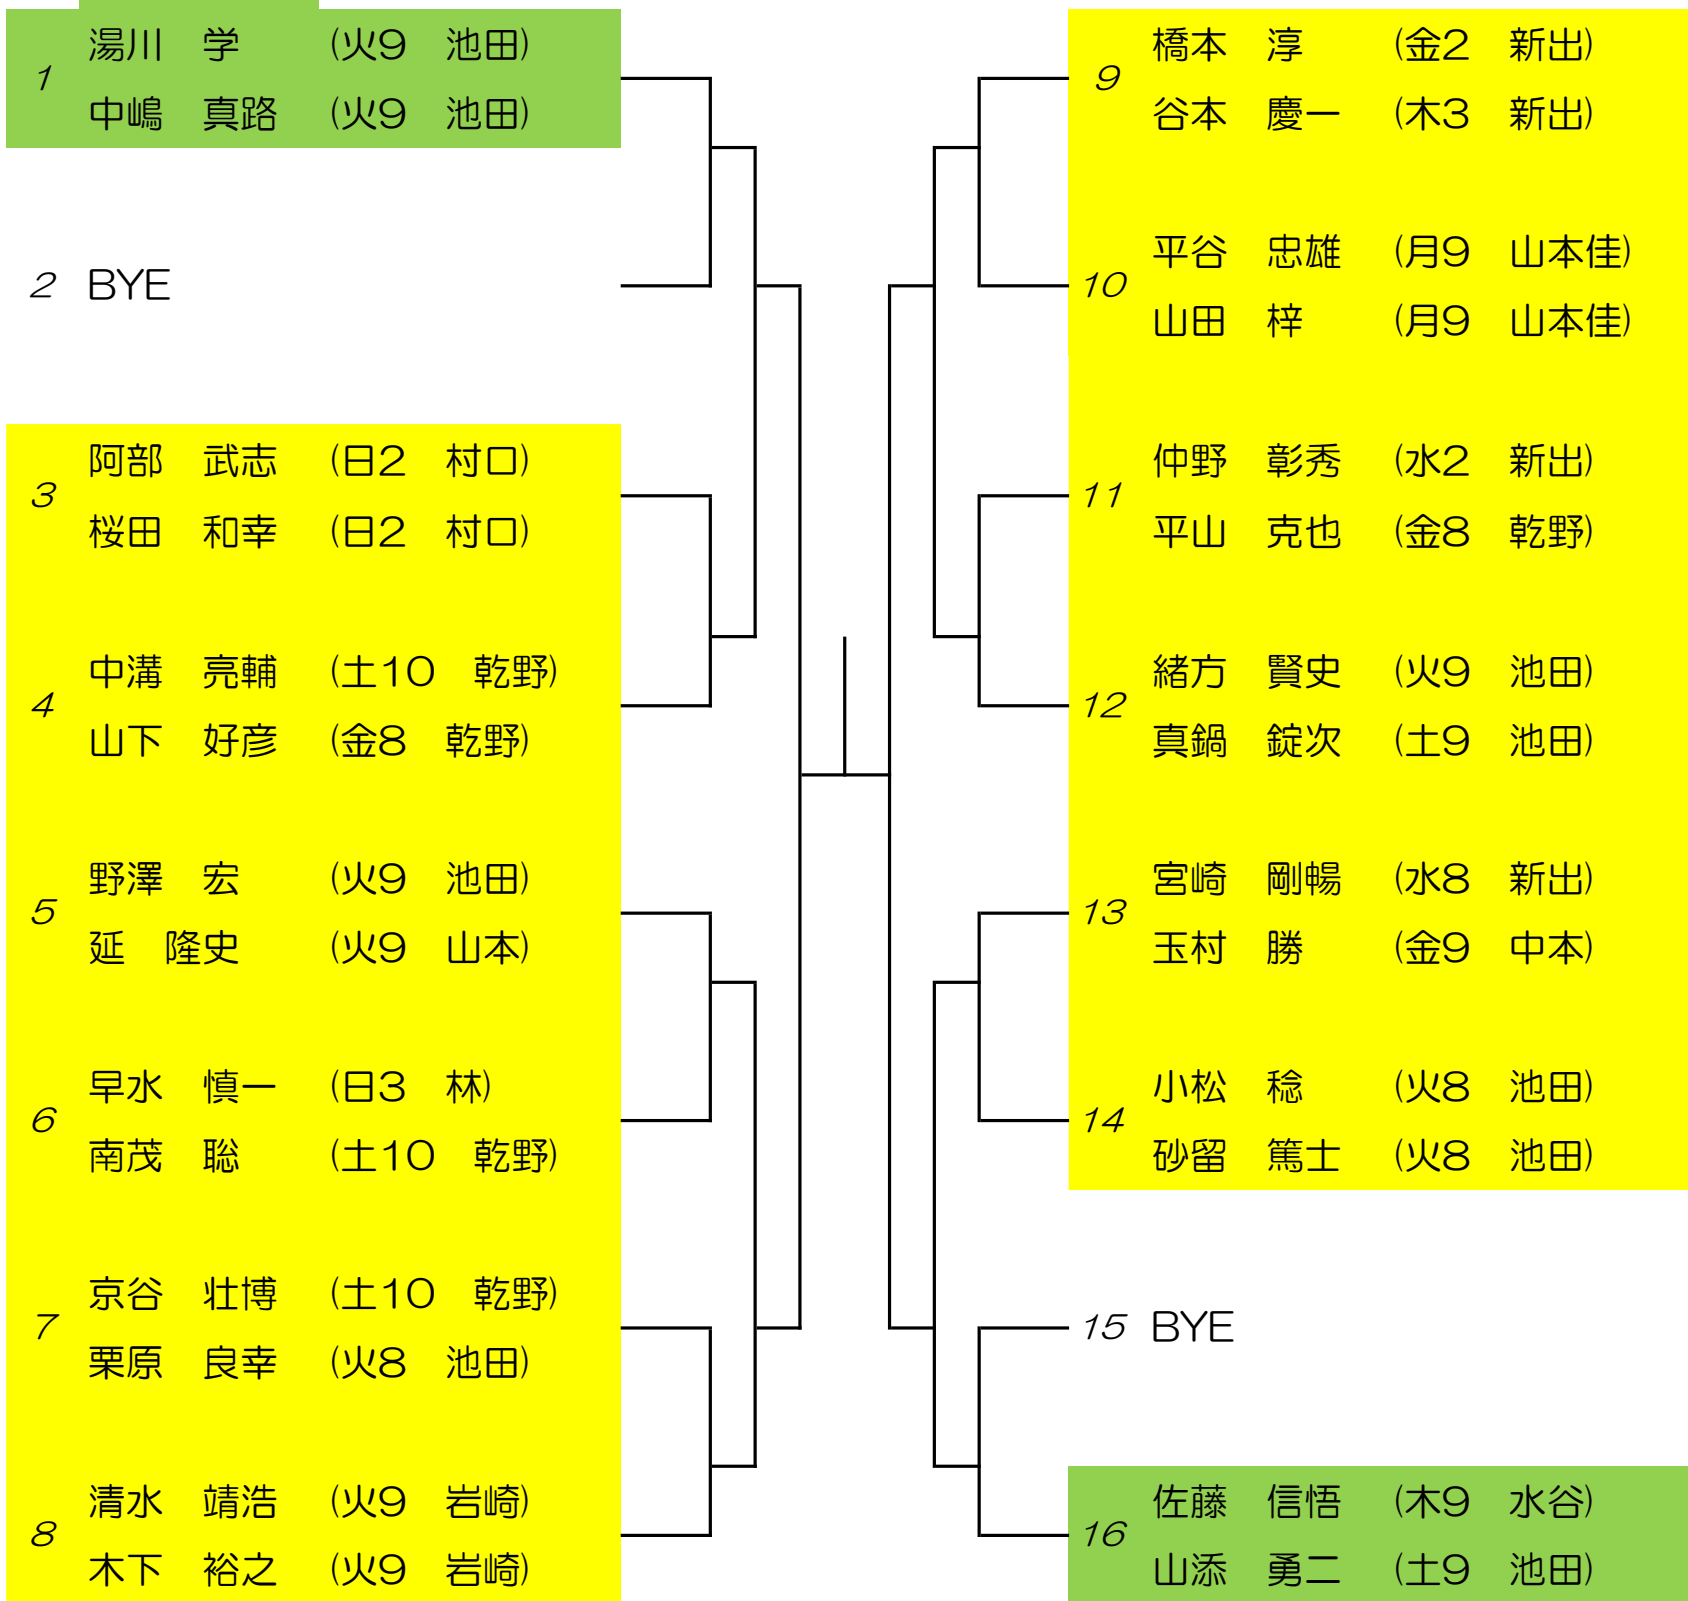 1
湯川　学　(火9　池田)
中嶋　真路　(火9　池田)
2 BYE
3
阿部　武志　(日2　村口)
桜田　和幸　(日2　村口)
4
中溝　亮輔　(土10　乾野)
山下　好彦　(金8　乾野)
5
野澤　宏　(火9　池田)
延　隆史　(火9　山本)
6
早水　慎一　(日3　林)
南茂　聡　(土10　乾野)
7
京谷　壮博　(土10　乾野)
栗原　良幸　(火8　池田)
8
清水　靖浩　(火9　岩崎)
木下　裕之　(火9　岩崎)
9
橋本　淳　(金2　新出)
谷本　慶一　(木3　新出)
10
平谷　忠雄　(月9　山本佳)
山田　梓　(月9　山本佳)
11
仲野　彰秀　(水2　新出)
平山　克也　(金8　乾野)
12
緒方　賢史　(火9　池田)
真鍋　錠次　(土9　池田)
13
宮崎　剛暢　(水8　新出)
玉村　勝　(金9　中本)
14
小松　稔　(火8　池田)
砂留　篤士　(火8　池田)
15 BYE
16
佐藤　信悟　(木9　水谷)
山添　勇二　(土9　池田)